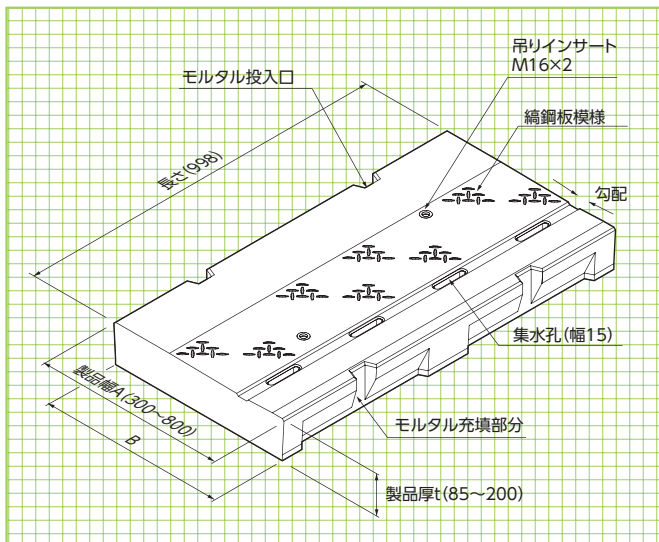 吊りインサート
M16×2
モルタル投入口
縞鋼板模様
長さ(998)
勾配
集水孔(幅15)
製品幅A(300~800)
モルタル充填部分
B
製品厚t(85~200)